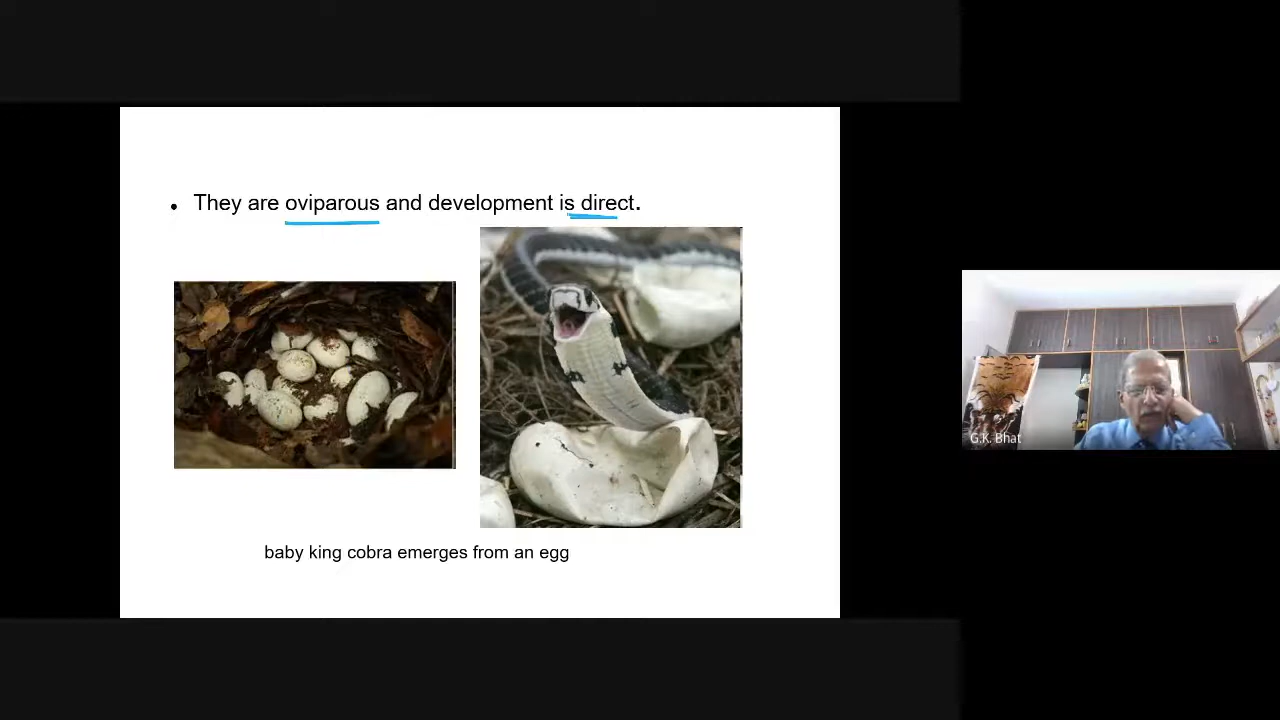 • They are oviparous and development is direct.
baby king cobra emerges from an egg
G.K. Bhat